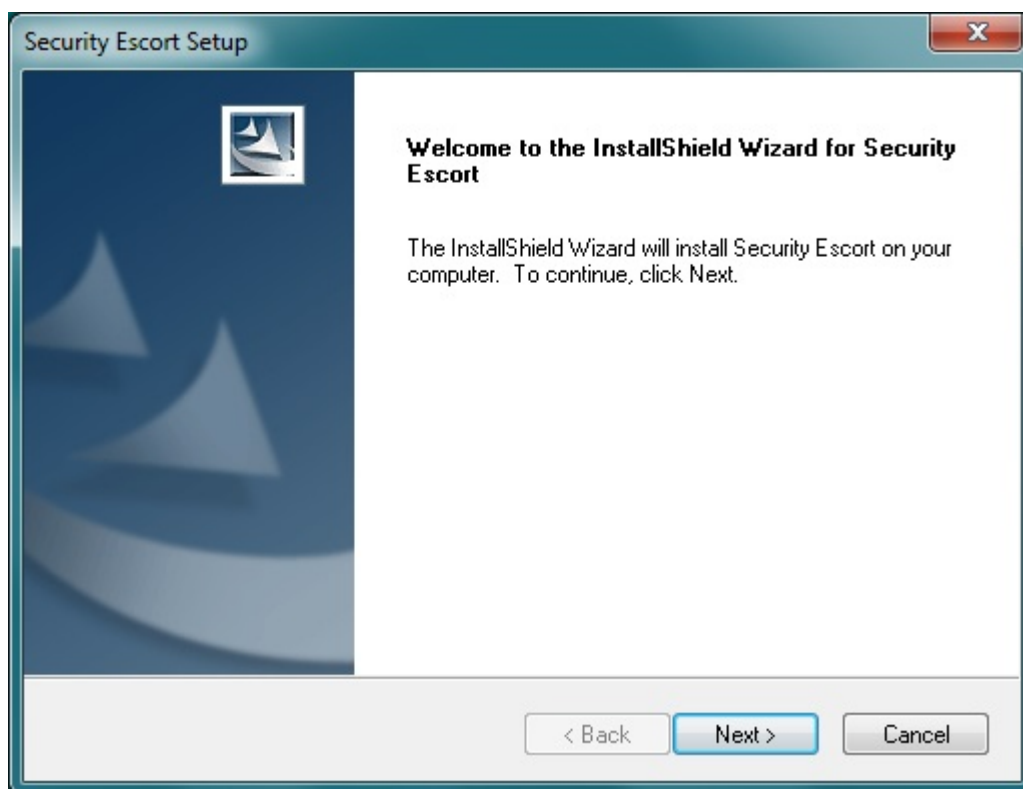 Security Escort Setup
Welcome to the InstallShield Wizard for Security
Escort
The InstallShield Wizard will install Security Escort on your
computer.  To continue, click Next.
< Back
Next >
Cancel